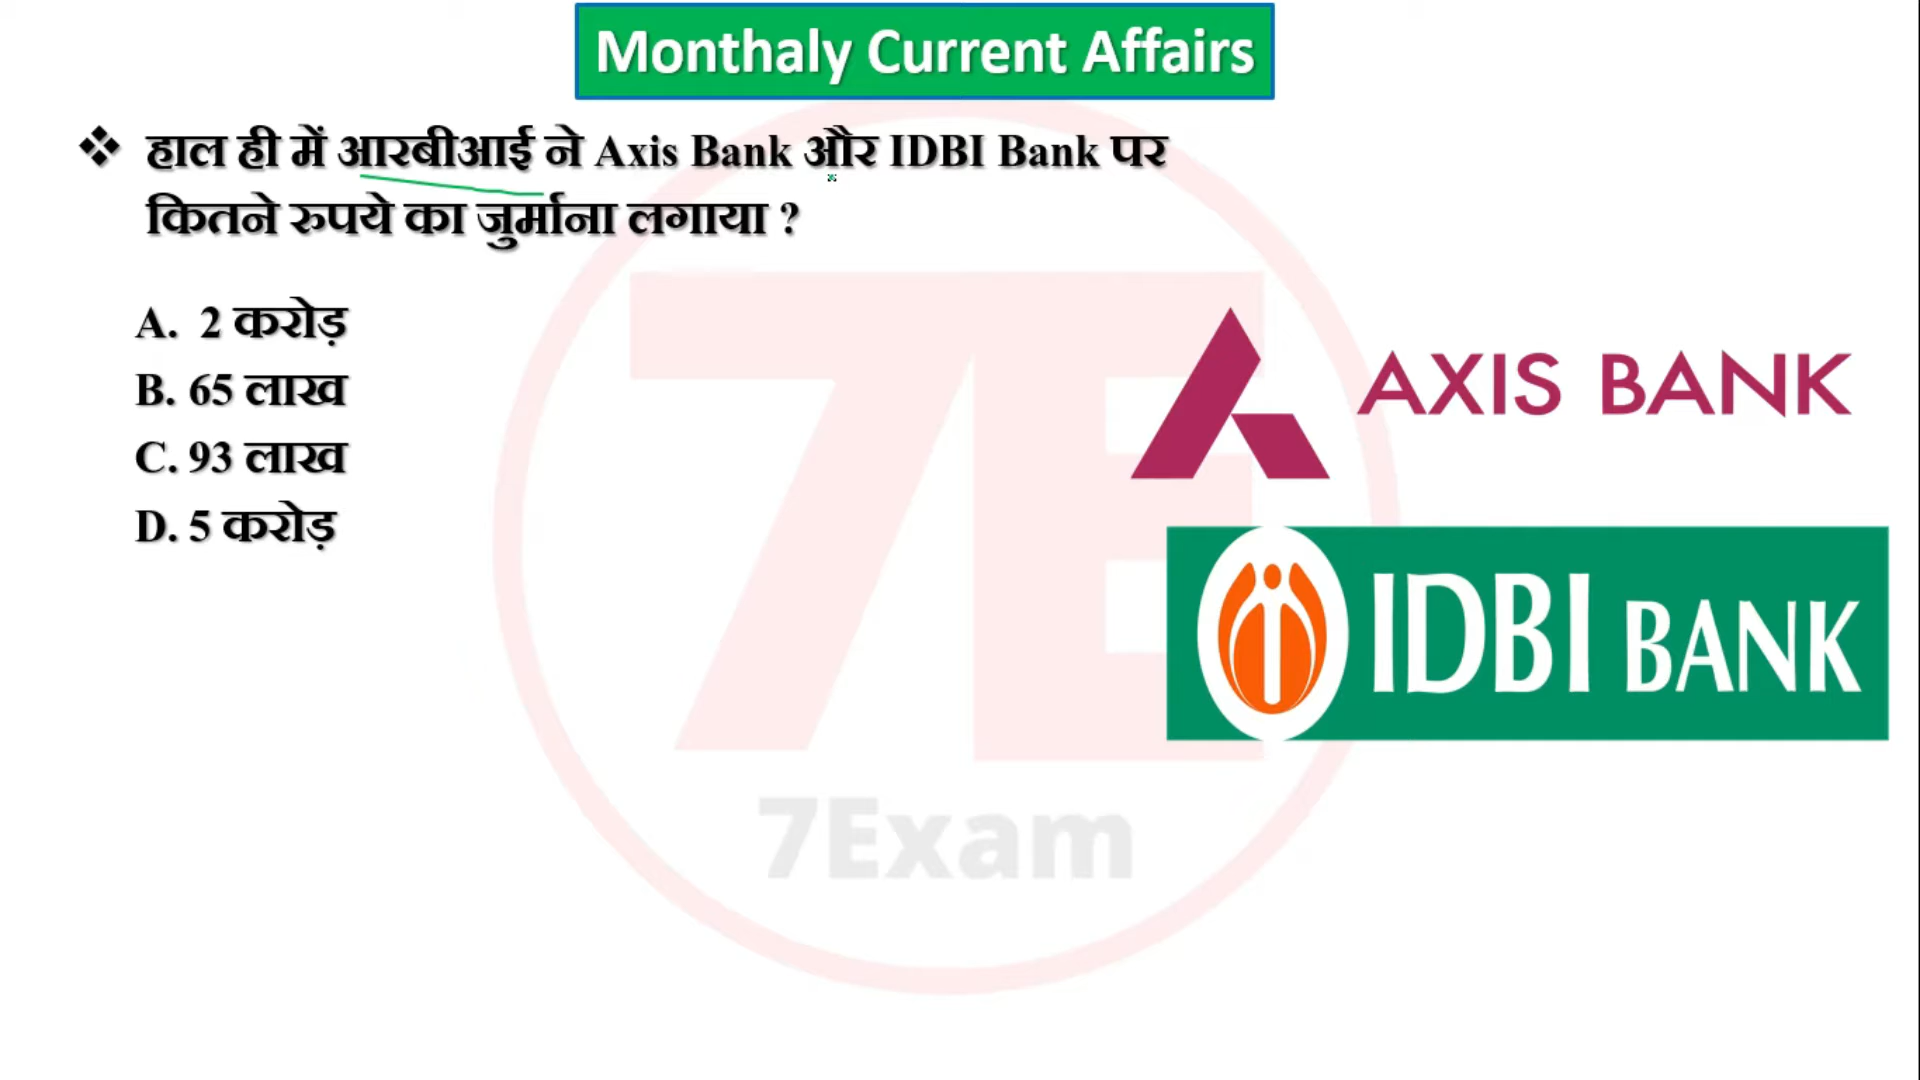 Monthaly Current Affairs
❖ हाल ही में आरबीआई ने Axis Bank और IDBI Bank पर
कितने रुपये का जुर्माना लगाया ?
A. 2 करोड़
B. 65 लाख
C. 93 लाख
D. 5 करोड़
AXIS BANK
IDBI BANK
7E
7Exam